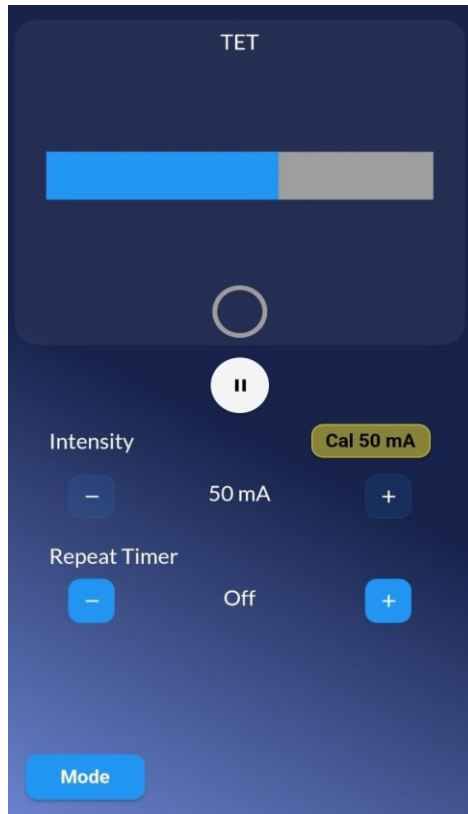 TET
Intensity
Cal 50 mA
− 50 mA +
Repeat Timer
− Off +
Mode